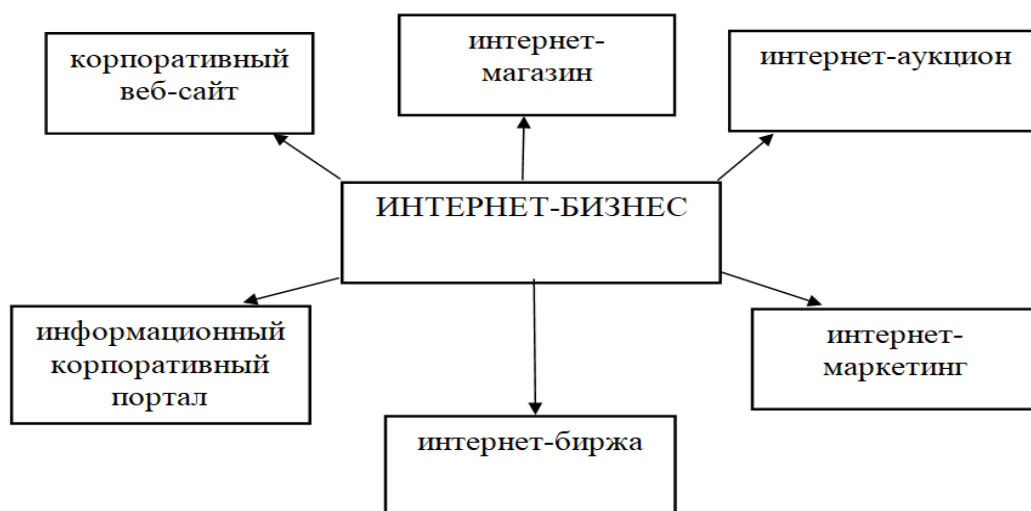 корпоративный
веб-сайт
интернет-
магазин
интернет-аукцион
ИНТЕРНЕТ-БИЗНЕС
информационный
корпоративный
портал
интернет-биржа
интернет-
маркетинг